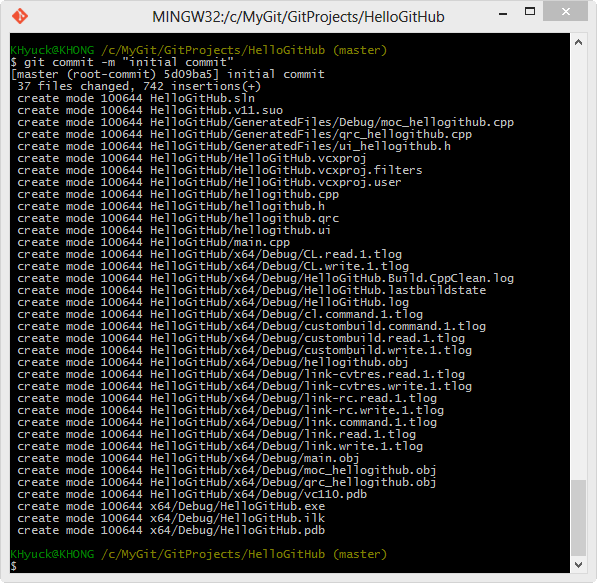 MINGW32:/c/MyGit/GitProjects/HelloGitHub
KHyuck@KHONG /c/MyGit/GitProjects/HelloGitHub (master)
$ git commit -m "initial commit"
[master (root-commit) 5d09ba5] initial commit
 37 files changed, 742 insertions(+)
 create mode 100644 HelloGitHub.sln
 create mode 100644 HelloGitHub.v11.suo
 create mode 100644 HelloGitHub/GeneratedFiles/Debug/moc_hellogithub.cpp
 create mode 100644 HelloGitHub/GeneratedFiles/qrc_hellogithub.cpp
 create mode 100644 HelloGitHub/GeneratedFiles/ui_hellogithub.h
 create mode 100644 HelloGitHub/HelloGitHub.vcxproj
 create mode 100644 HelloGitHub/HelloGitHub.vcxproj.filters
 create mode 100644 HelloGitHub/HelloGitHub.vcxproj.user
 create mode 100644 HelloGitHub/hellogithub.cpp
 create mode 100644 HelloGitHub/hellogithub.h
 create mode 100644 HelloGitHub/hellogithub.qrc
 create mode 100644 HelloGitHub/hellogithub.ui
 create mode 100644 HelloGitHub/main.cpp
 create mode 100644 HelloGitHub/x64/Debug/CL.read.1.tlog
 create mode 100644 HelloGitHub/x64/Debug/CL.write.1.tlog
 create mode 100644 HelloGitHub/x64/Debug/HelloGitHub.Build.CppClean.log
 create mode 100644 HelloGitHub/x64/Debug/HelloGitHub.lastbuildstate
 create mode 100644 HelloGitHub/x64/Debug/HelloGitHub.log
 create mode 100644 HelloGitHub/x64/Debug/cl.command.1.tlog
 create mode 100644 HelloGitHub/x64/Debug/custombuild.command.1.tlog
 create mode 100644 HelloGitHub/x64/Debug/custombuild.read.1.tlog
 create mode 100644 HelloGitHub/x64/Debug/custombuild.write.1.tlog
 create mode 100644 HelloGitHub/x64/Debug/hellogithub.obj
 create mode 100644 HelloGitHub/x64/Debug/link-cvtres.read.1.tlog
 create mode 100644 HelloGitHub/x64/Debug/link-cvtres.write.1.tlog
 create mode 100644 HelloGitHub/x64/Debug/link-rc.read.1.tlog
 create mode 100644 HelloGitHub/x64/Debug/link-rc.write.1.tlog
 create mode 100644 HelloGitHub/x64/Debug/link.command.1.tlog
 create mode 100644 HelloGitHub/x64/Debug/link.read.1.tlog
 create mode 100644 HelloGitHub/x64/Debug/link.write.1.tlog
 create mode 100644 HelloGitHub/x64/Debug/main.obj
 create mode 100644 HelloGitHub/x64/Debug/moc_hellogithub.obj
 create mode 100644 HelloGitHub/x64/Debug/qrc_hellogithub.obj
 create mode 100644 HelloGitHub/x64/Debug/vc110.pdb
 create mode 100644 x64/Debug/HelloGitHub.exe
 create mode 100644 x64/Debug/HelloGitHub.ilk
 create mode 100644 x64/Debug/HelloGitHub.pdb
KHyuck@KHONG /c/MyGit/GitProjects/HelloGitHub (master)
$